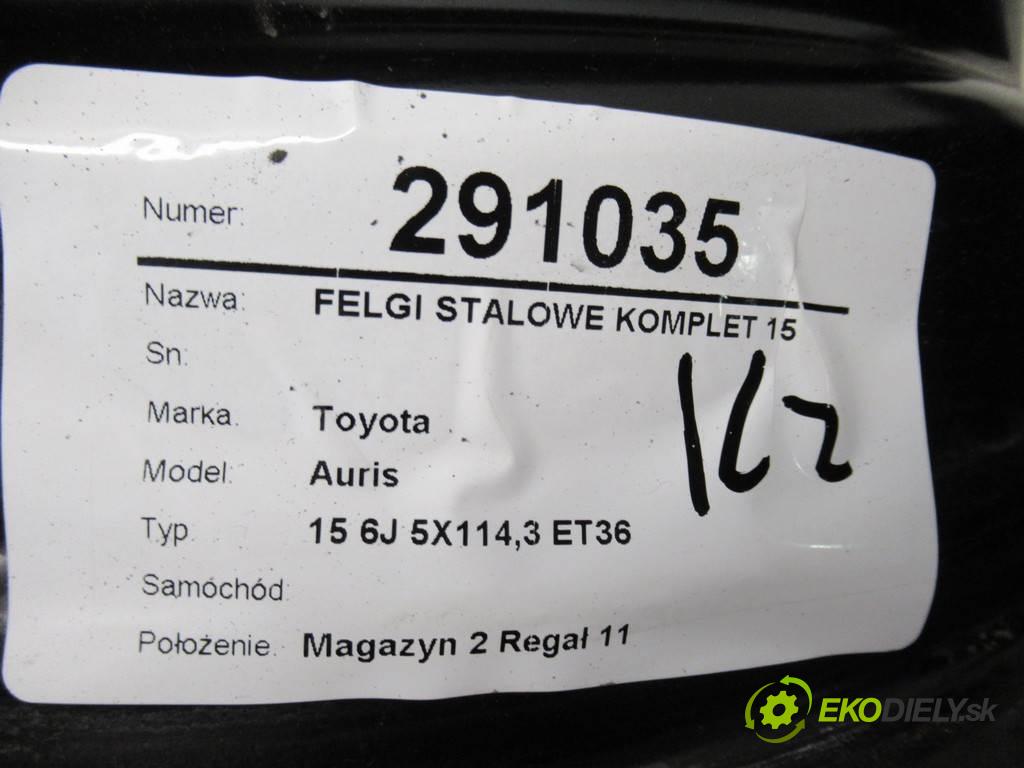 Numer: 291035
Nazwa: FELGI STALOWE KOMPLET 15
Sn:
Marka: Toyota
Model: Auris
Typ 15 6J 5X114,3 ET36
Samochód:
Położenie: Magazyn 2 Regał 11
EKODIELY.sk